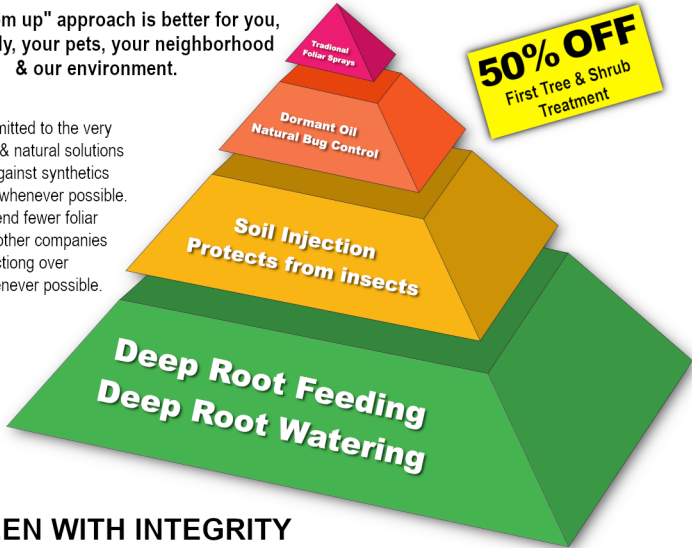 om up" approach is better for you,
ly, your pets, your neighborhood
& our environment.
mitted to the very
& natural solutions
gainst synthetics
whenever possible.
end fewer foliar
other companies
ctiong over
enever possible.
50% OFF
First Tree & Shrub
Treatment
Tradional
Foliar Sprays
Dormant Oil
Natural Bug Control
Soil Injection
Protects from insects
Deep Root Feeding
Deep Root Watering
EEN WITH INTEGRITY